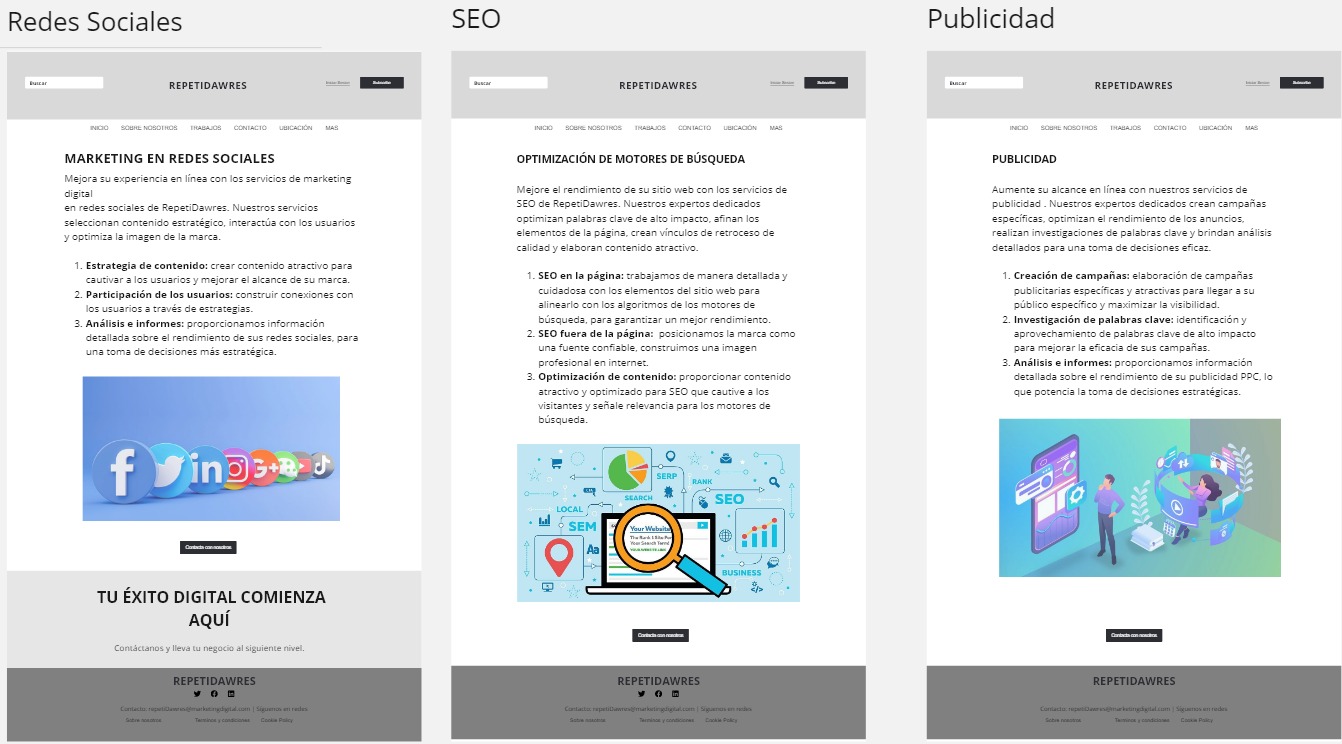 Redes Sociales
Buscar
REPETIDAWRES
Iniciar Sesion
Subscribe
INICIO SOBRE NOSOTROS TRABAJOS CONTACTO UBICACIÓN MAS
MARKETING EN REDES SOCIALES
Mejora su experiencia en línea con los servicios de marketing
digital
en redes sociales de RepetiDawres. Nuestros servicios
seleccionan contenido estratégico, interactúa con los usuarios
y optimiza la imagen de la marca.
1. Estrategia de contenido: crear contenido atractivo para
cautivar a los usuarios y mejorar el alcance de su marca.
2. Participación de los usuarios: construir conexiones con
los usuarios a través de estrategias.
3. Análisis e informes: proporcionamos información
detallada sobre el rendimiento de sus redes sociales, para
una toma de decisiones más estratégica.
f
in
G+
Contacta con nosotros
TU ÉXITO DIGITAL COMIENZA
AQUÍ
Contáctanos y lleva tu negocio al siguiente nivel.
REPETIDAWRES
Contacto: repetiDawres@marketingdigital.com | Síguenos en redes
Sobre nosotros Terminos y condiciones Cookie Policy
SEO
Buscar
REPETIDAWRES
Iniciar Sesion
Subscribe
INICIO SOBRE NOSOTROS TRABAJOS CONTACTO UBICACIÓN MAS
OPTIMIZACIÓN DE MOTORES DE BÚSQUEDA
Mejore el rendimiento de su sitio web con los servicios de
SEO de RepetiDawres. Nuestros expertos dedicados
optimizan palabras clave de alto impacto, afinan los
elementos de la página, crean vínculos de retroceso de
calidad y elaboran contenido atractivo.
1. SEO en la página: trabajamos de manera detallada y
cuidadosa con los elementos del sitio web para
alinearlo con los algoritmos de los motores de
búsqueda, para garantizar un mejor rendimiento.
2. SEO fuera de la página: posicionamos la marca como
una fuente confiable, construimos una imagen
profesional en internet.
3. Optimización de contenido: proporcionar contenido
atractivo y optimizado para SEO que cautive a los
visitantes y señale relevancia para los motores de
búsqueda.
SERP
RANK
SEARCH
SEO
LOCAL
SEM
Your Website
The Rank 1 Site For
Your Search Term!
YOUR WEBSITE LINK
Aa
BUSINESS
</>
Contacta con nosotros
REPETIDAWRES
Contacto: repetiDawres@marketingdigital.com | Síguenos en redes
Sobre nosotros Terminos y condiciones Cookie Policy
Publicidad
Buscar
REPETIDAWRES
Iniciar Sesion
Subscribe
INICIO SOBRE NOSOTROS TRABAJOS CONTACTO UBICACIÓN MAS
PUBLICIDAD
Aumente su alcance en línea con nuestros servicios de
publicidad . Nuestros expertos dedicados crean campañas
específicas, optimizan el rendimiento de los anuncios,
realizan investigaciones de palabras clave y brindan análisis
detallados para una toma de decisiones eficaz.
1. Creación de campañas: elaboración de campañas
publicitarias específicas y atractivas para llegar a su
público específico y maximizar la visibilidad.
2. Investigación de palabras clave: identificación y
aprovechamiento de palabras clave de alto impacto
para mejorar la eficacia de sus campañas.
3. Análisis e informes: proporcionamos información
detallada sobre el rendimiento de su publicidad PPC, lo
que potencia la toma de decisiones estratégicas.
Contacta con nosotros
REPETIDAWRES
Contacto: repetiDawres@marketingdigital.com | Síguenos en redes
Sobre nosotros Terminos y condiciones Cookie Policy